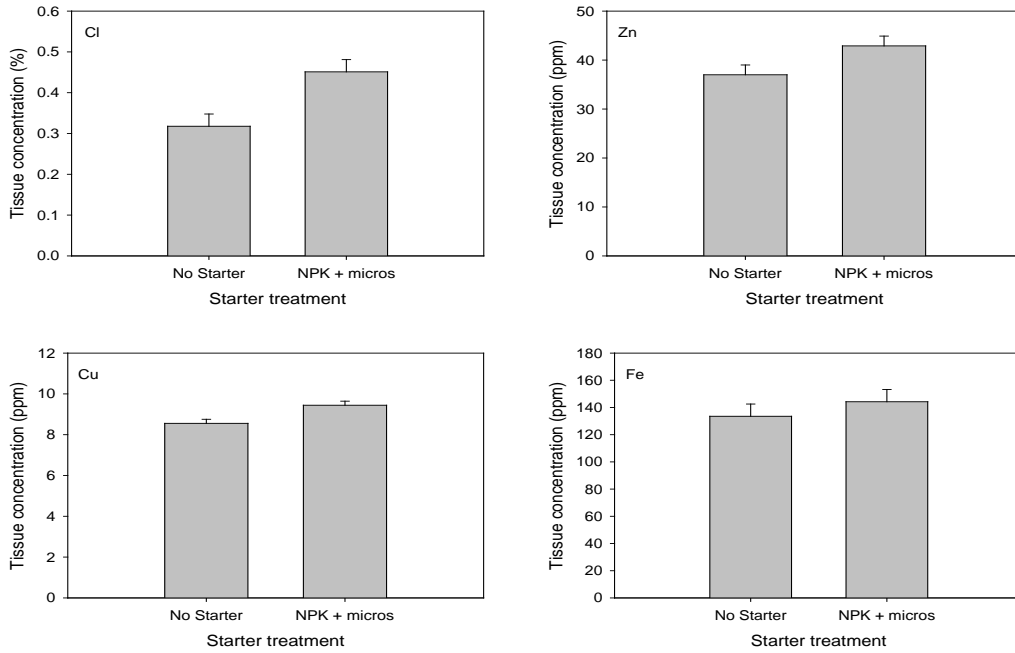 Cl
Tissue concentration (%)
0.6
0.5
0.4
0.3
0.2
0.1
0.0
No Starter
NPK + micros
Starter treatment
Zn
Tissue concentration (ppm)
50
40
30
20
10
0
No Starter
NPK + micros
Starter treatment
Cu
Tissue concentration (ppm)
12
10
8
6
4
2
0
No Starter
NPK + micros
Starter treatment
Fe
Tissue concentration (ppm)
180
160
140
120
100
80
60
40
20
0
No Starter
NPK + micros
Starter treatment